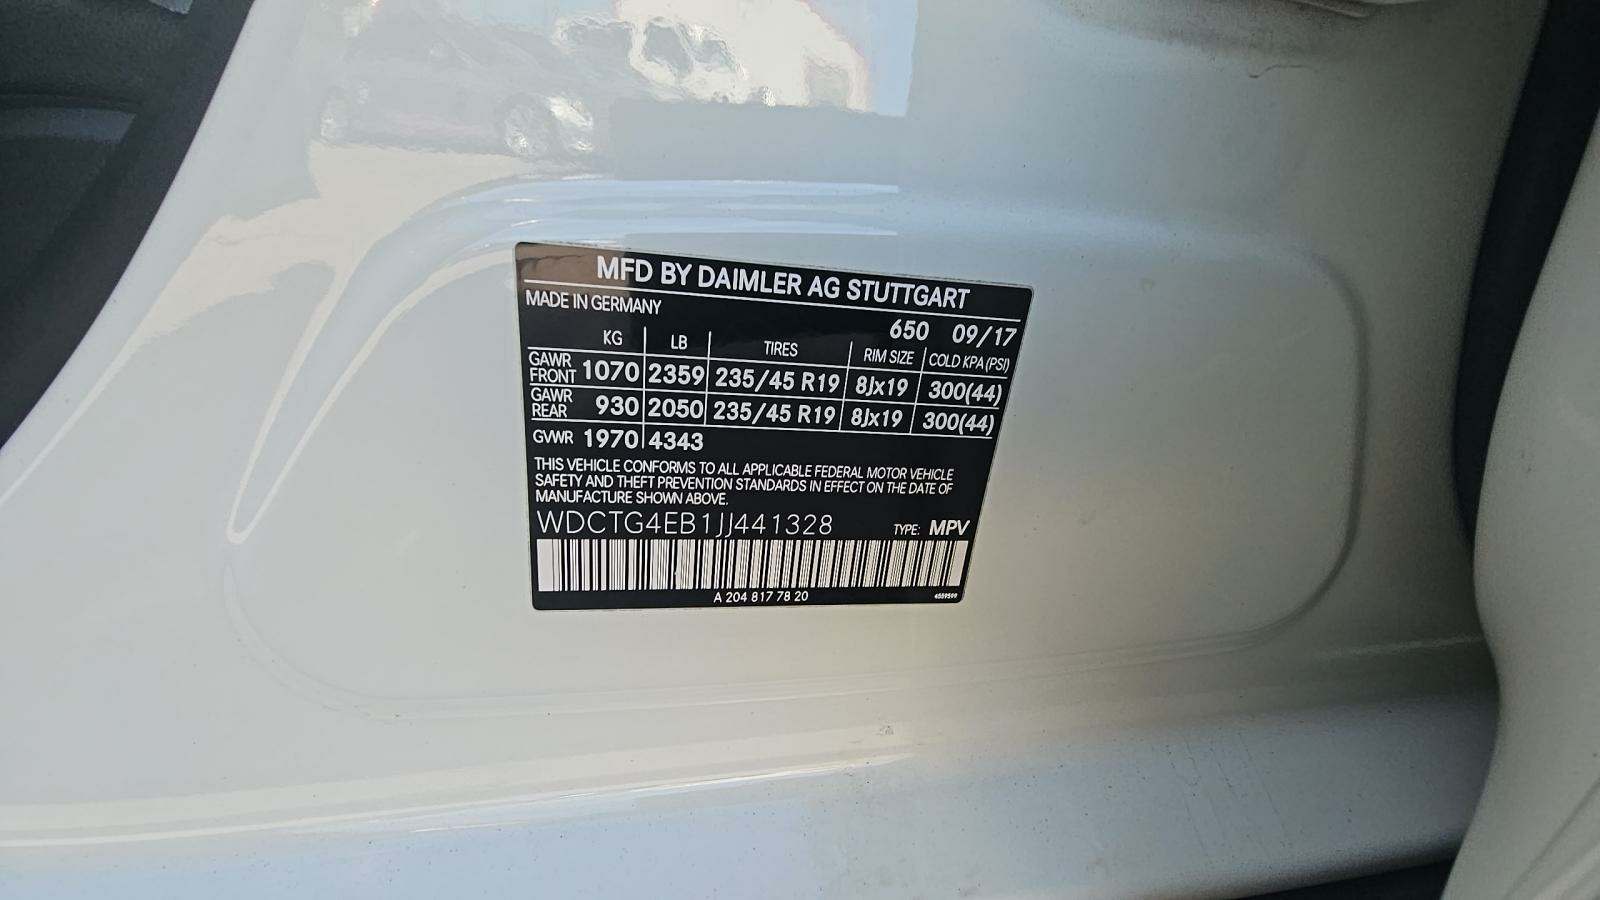 MFD BY DAIMLER AG STUTTGART
MADE IN GERMANY
650 09/17
KG LB TIRES RIM SIZE COLD KPA (PSI)
GAWR FRONT 1070 2359 235/45 R19 8Jx19 300(44)
GAWR REAR 930 2050 235/45 R19 8Jx19 300(44)
GVWR 1970 4343
THIS VEHICLE CONFORMS TO ALL APPLICABLE FEDERAL MOTOR VEHICLE
SAFETY AND THEFT PREVENTION STANDARDS IN EFFECT ON THE DATE OF
MANUFACTURE SHOWN ABOVE.
WDCTG4EB1JJ441328 TYPE: MPV
A 204 817 78 20